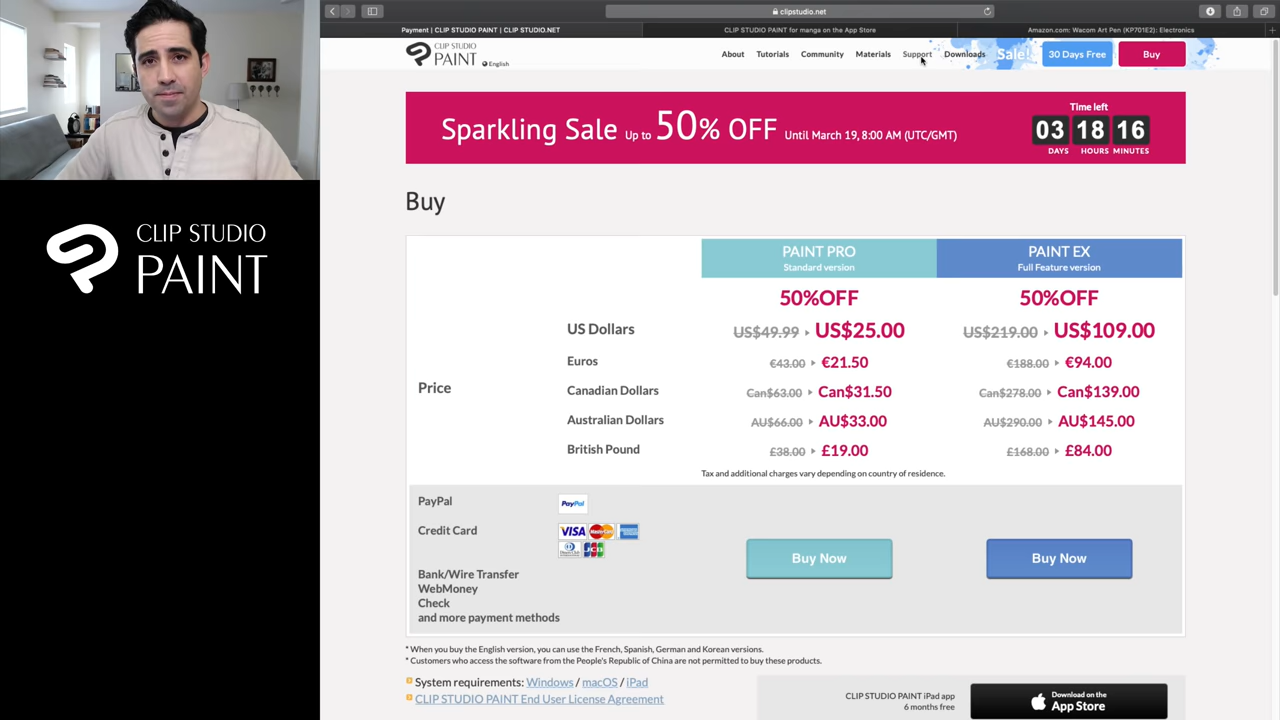 clipstudio.net
Payment | CLIP STUDIO PAINT | CLIP STUDIO.NET
CLIP STUDIO PAINT for manga on the App Store
Amazon.com: Wacom Art Pen (KP701E2): Electronics
CLIP STUDIO
PAINT
English
About
Tutorials
Community
Materials
Support
Downloads
Sale!
30 Days Free
Buy
Sparkling Sale Up to 50% OFF Until March 19, 8:00 AM (UTC/GMT)
Time left
03 18 16
DAYS HOURS MINUTES
CLIP STUDIO
PAINT
Buy
PAINT PRO
Standard version
PAINT EX
Full Feature version
50%OFF
50%OFF
Price
US Dollars
US$49.99 US$25.00
US$219.00 US$109.00
Euros
€43.00 €21.50
€188.00 €94.00
Canadian Dollars
Can$63.00 Can$31.50
Can$278.00 Can$139.00
Australian Dollars
AU$66.00 AU$33.00
AU$290.00 AU$145.00
British Pound
£38.00 £19.00
£168.00 £84.00
Tax and additional charges vary depending on country of residence.
PayPal
PayPal
Credit Card
VISA
MasterCard
JCB
Bank/Wire Transfer
WebMoney
Check
and more payment methods
Buy Now
Buy Now
* When you buy the English version, you can use the French, Spanish, German and Korean versions.
* Customers who access the software from the People's Republic of China are not permitted to buy these products.
System requirements: Windows / macOS / iPad
CLIP STUDIO PAINT End User License Agreement
CLIP STUDIO PAINT iPad app
6 months free
Download on the
App Store